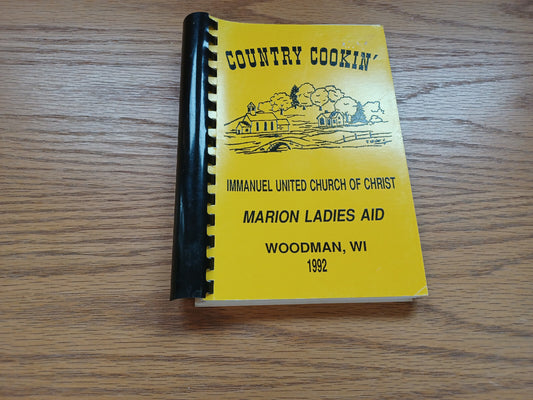 COUNTRY COOKIN'
IMMANUEL UNITED CHURCH OF CHRIST
MARION LADIES AID
WOODMAN, WI
1992